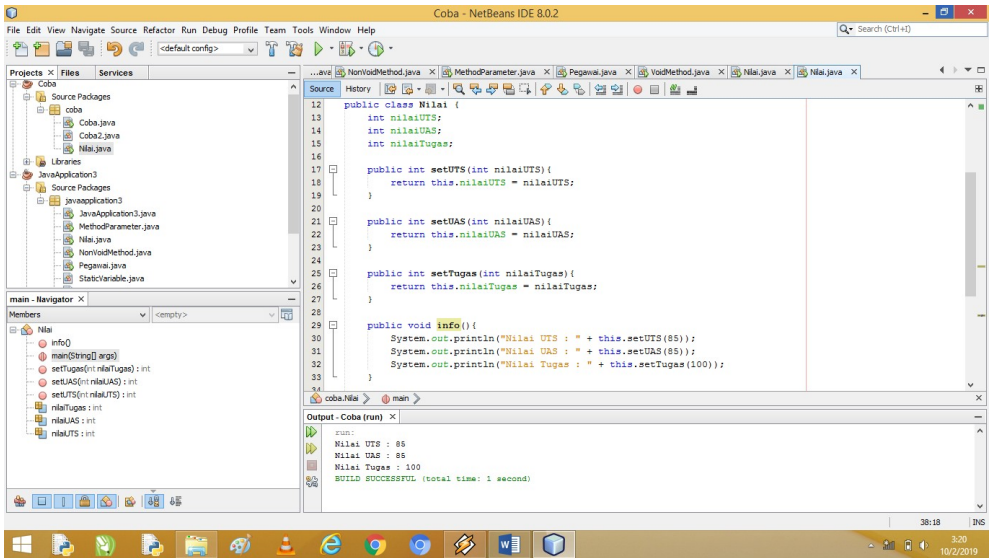 Coba - NetBeans IDE 8.0.2
File Edit View Navigate Source Refactor Run Debug Profile Team Tools Window Help
Search (Ctrl+I)
<default config>
Projects Files Services
Coba
Source Packages
coba
Coba.java
Coba2.java
Nilai.java
Libraries
JavaApplication3
Source Packages
javaapplication3
JavaApplication3.java
MethodParameter.java
Nilai.java
NonVoidMethod.java
Pegawai.java
StaticVariable.java
main - Navigator
Members <empty>
Nilai
info()
main(String[] args)
setTugas(int nilaiTugas) : int
setUAS(int nilaiUAS) : int
setUTS(int nilaiUTS) : int
nilaiTugas : int
nilaiUAS : int
nilaiUTS : int
...ava NonVoidMethod.java MethodParameter.java Pegawai.java VoidMethod.java Nilai.java Nilai.java
Source History
12 public class Nilai {
13 int nilaiUTS;
14 int nilaiUAS;
15 int nilaiTugas;
16
17 public int setUTS(int nilaiUTS){
18 return this.nilaiUTS = nilaiUTS;
19 }
20
21 public int setUAS(int nilaiUAS){
22 return this.nilaiUAS = nilaiUAS;
23 }
24
25 public int setTugas(int nilaiTugas){
26 return this.nilaiTugas = nilaiTugas;
27 }
28
29 public void info(){
30 System.out.println("Nilai UTS : " + this.setUTS(85));
31 System.out.println("Nilai UAS : " + this.setUAS(85));
32 System.out.println("Nilai Tugas : " + this.setTugas(100));
33 }
34
coba.Nilai main
Output - Coba (run)
run:
Nilai UTS : 85
Nilai UAS : 85
Nilai Tugas : 100
BUILD SUCCESSFUL (total time: 1 second)
38:18 INS
3:20
10/2/2019